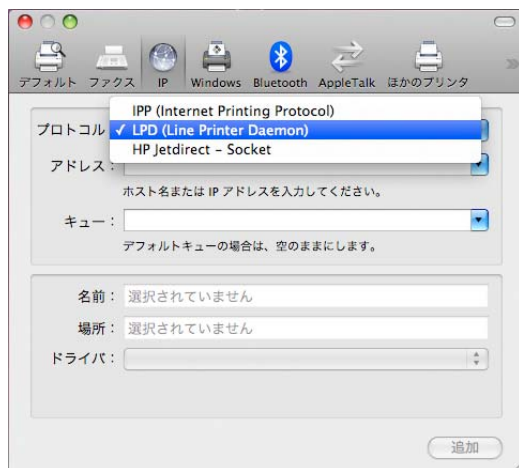 デフォルト ファクス IP Windows Bluetooth AppleTalk ほかのプリンタ
IPP (Internet Printing Protocol)
プロトコル ✓ LPD (Line Printer Daemon)
HP Jetdirect – Socket
アドレス：
ホスト名または IP アドレスを入力してください。
キュー：
デフォルトキューの場合は、空のままにします。
名前： 選択されていません
場所： 選択されていません
ドライバ：
追加